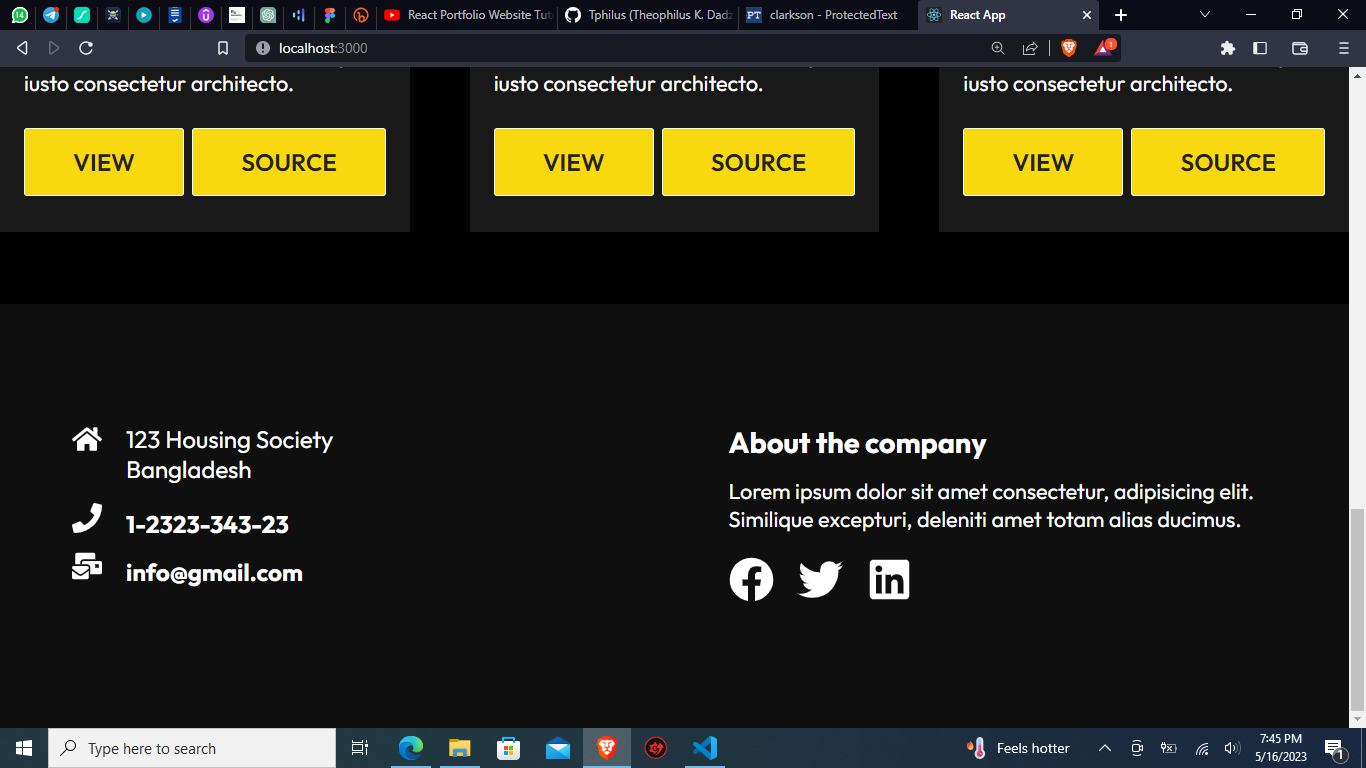 14
React Portfolio Website Tut
Tphilus (Theophilus K. Dadz
PT
clarkson - ProtectedText
React App
localhost:3000
1
iusto consectetur architecto.
iusto consectetur architecto.
iusto consectetur architecto.
VIEW
SOURCE
VIEW
SOURCE
VIEW
SOURCE
123 Housing Society
Bangladesh
1-2323-343-23
info@gmail.com
About the company
Lorem ipsum dolor sit amet consectetur, adipisicing elit.
Similique excepturi, deleniti amet totam alias ducimus.
Type here to search
Feels hotter
7:45 PM
5/16/2023
1